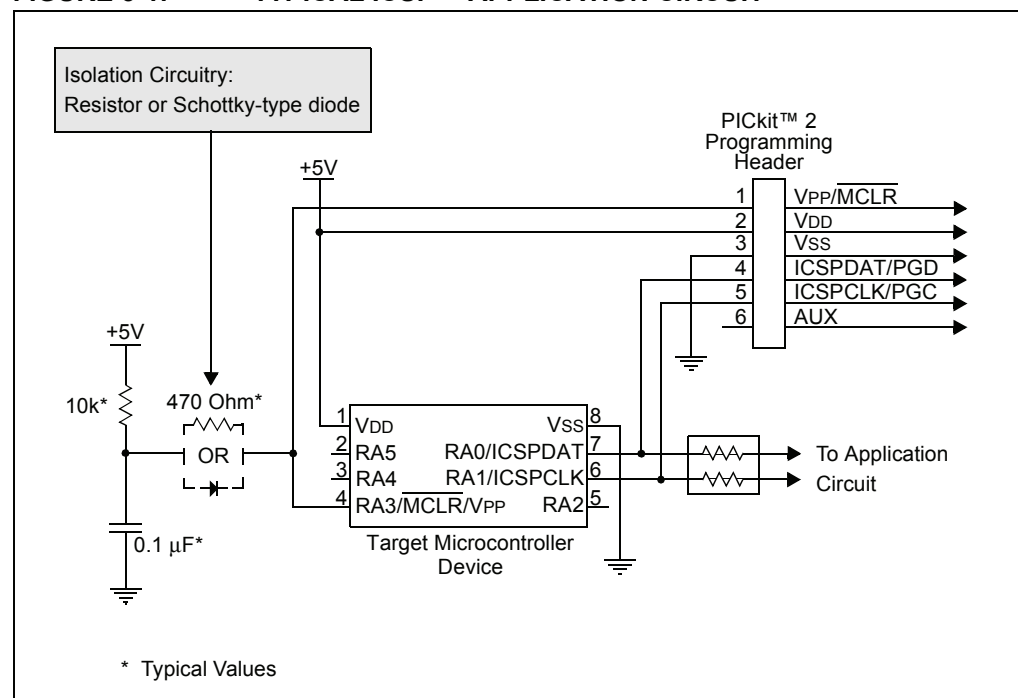 Isolation Circuitry:
Resistor or Schottky-type diode
PICkit™ 2
Programming
Header
+5V
1 VPP/MCLR
2 VDD
3 VSS
4 ICSPDAT/PGD
5 ICSPCLK/PGC
6 AUX
+5V
10k*
470 Ohm*
OR
0.1 μF*
1 VDD
2 RA5
3 RA4
4 RA3/MCLR/VPP
VSS 8
RA0/ICSPDAT 7
RA1/ICSPCLK 6
RA2 5
Target Microcontroller
Device
To Application
Circuit
* Typical Values